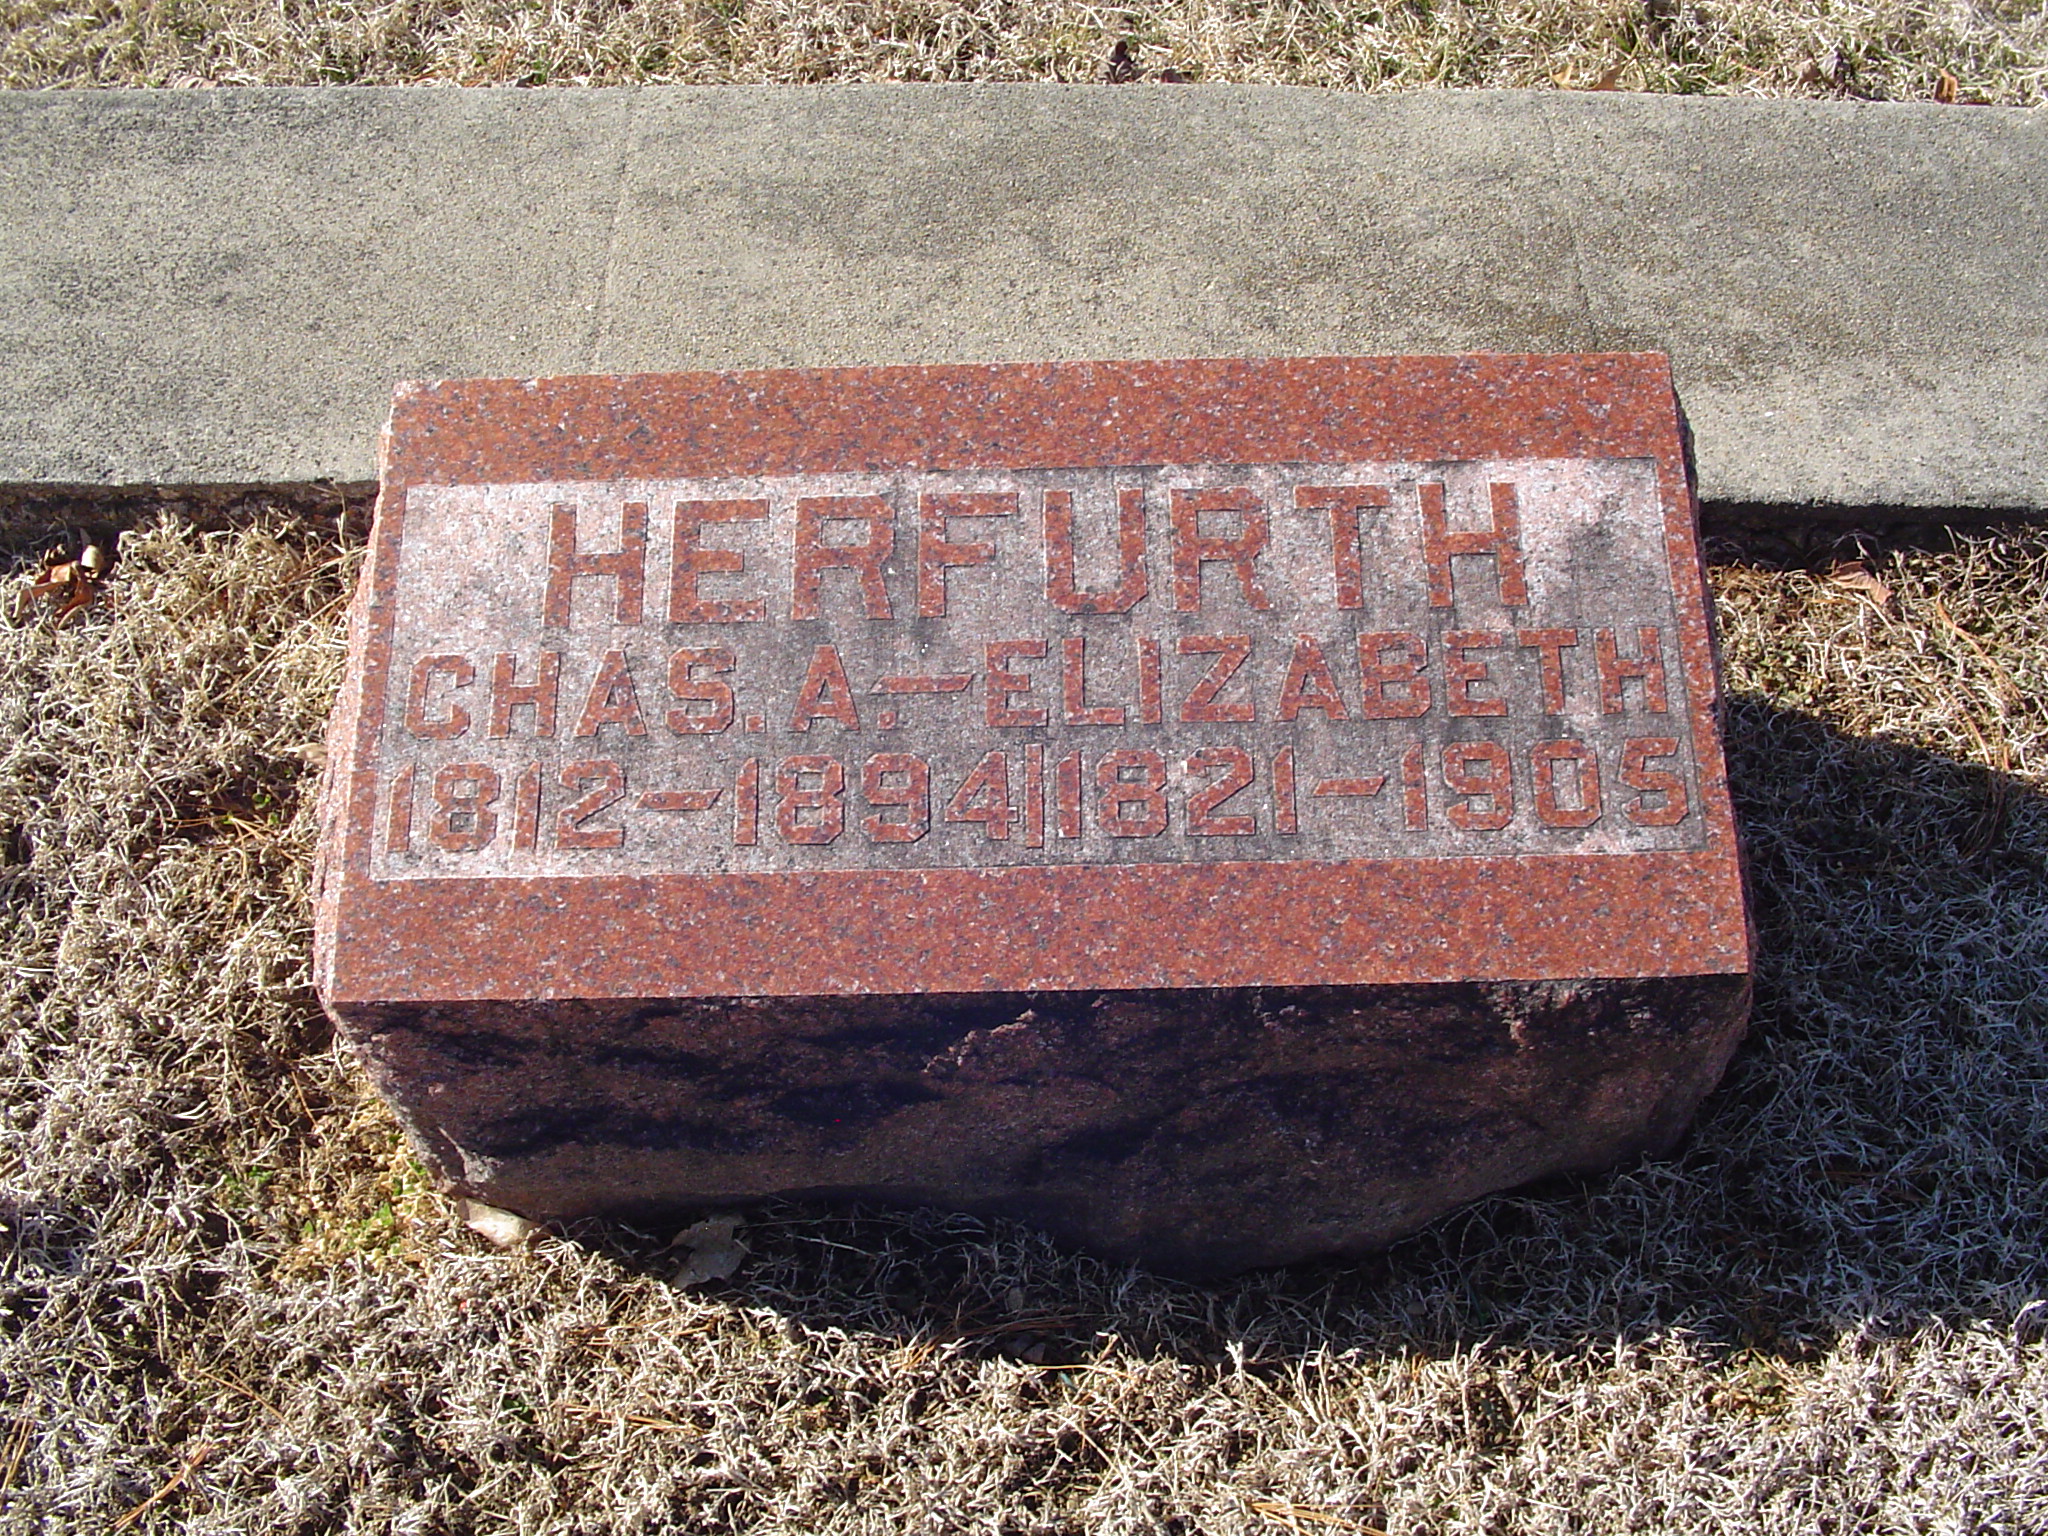 HERFURTH
CHAS. A. — ELIZABETH
1812 — 1894 | 1821 — 1905